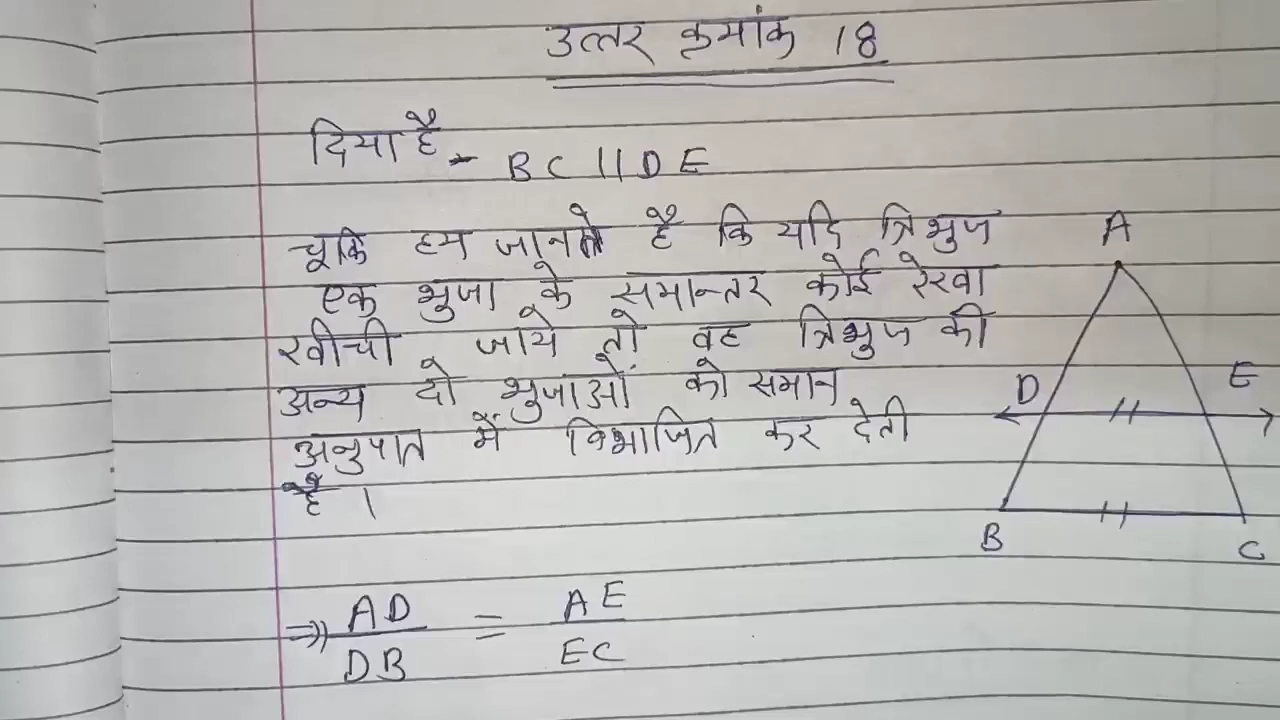 उत्तर क्रमांक 18
दिया है - BC || DE
चूकि हम जानते है कि यदि त्रिभुज
एक भुजा के समान्तर कोई रेखा
खीची जाये तो वह त्रिभुज की
अन्य दो भुजाओं को समान
अनुपात में विभाजित कर देती
है ।
A
D
E
B
C
⇒ AD/DB = AE/EC